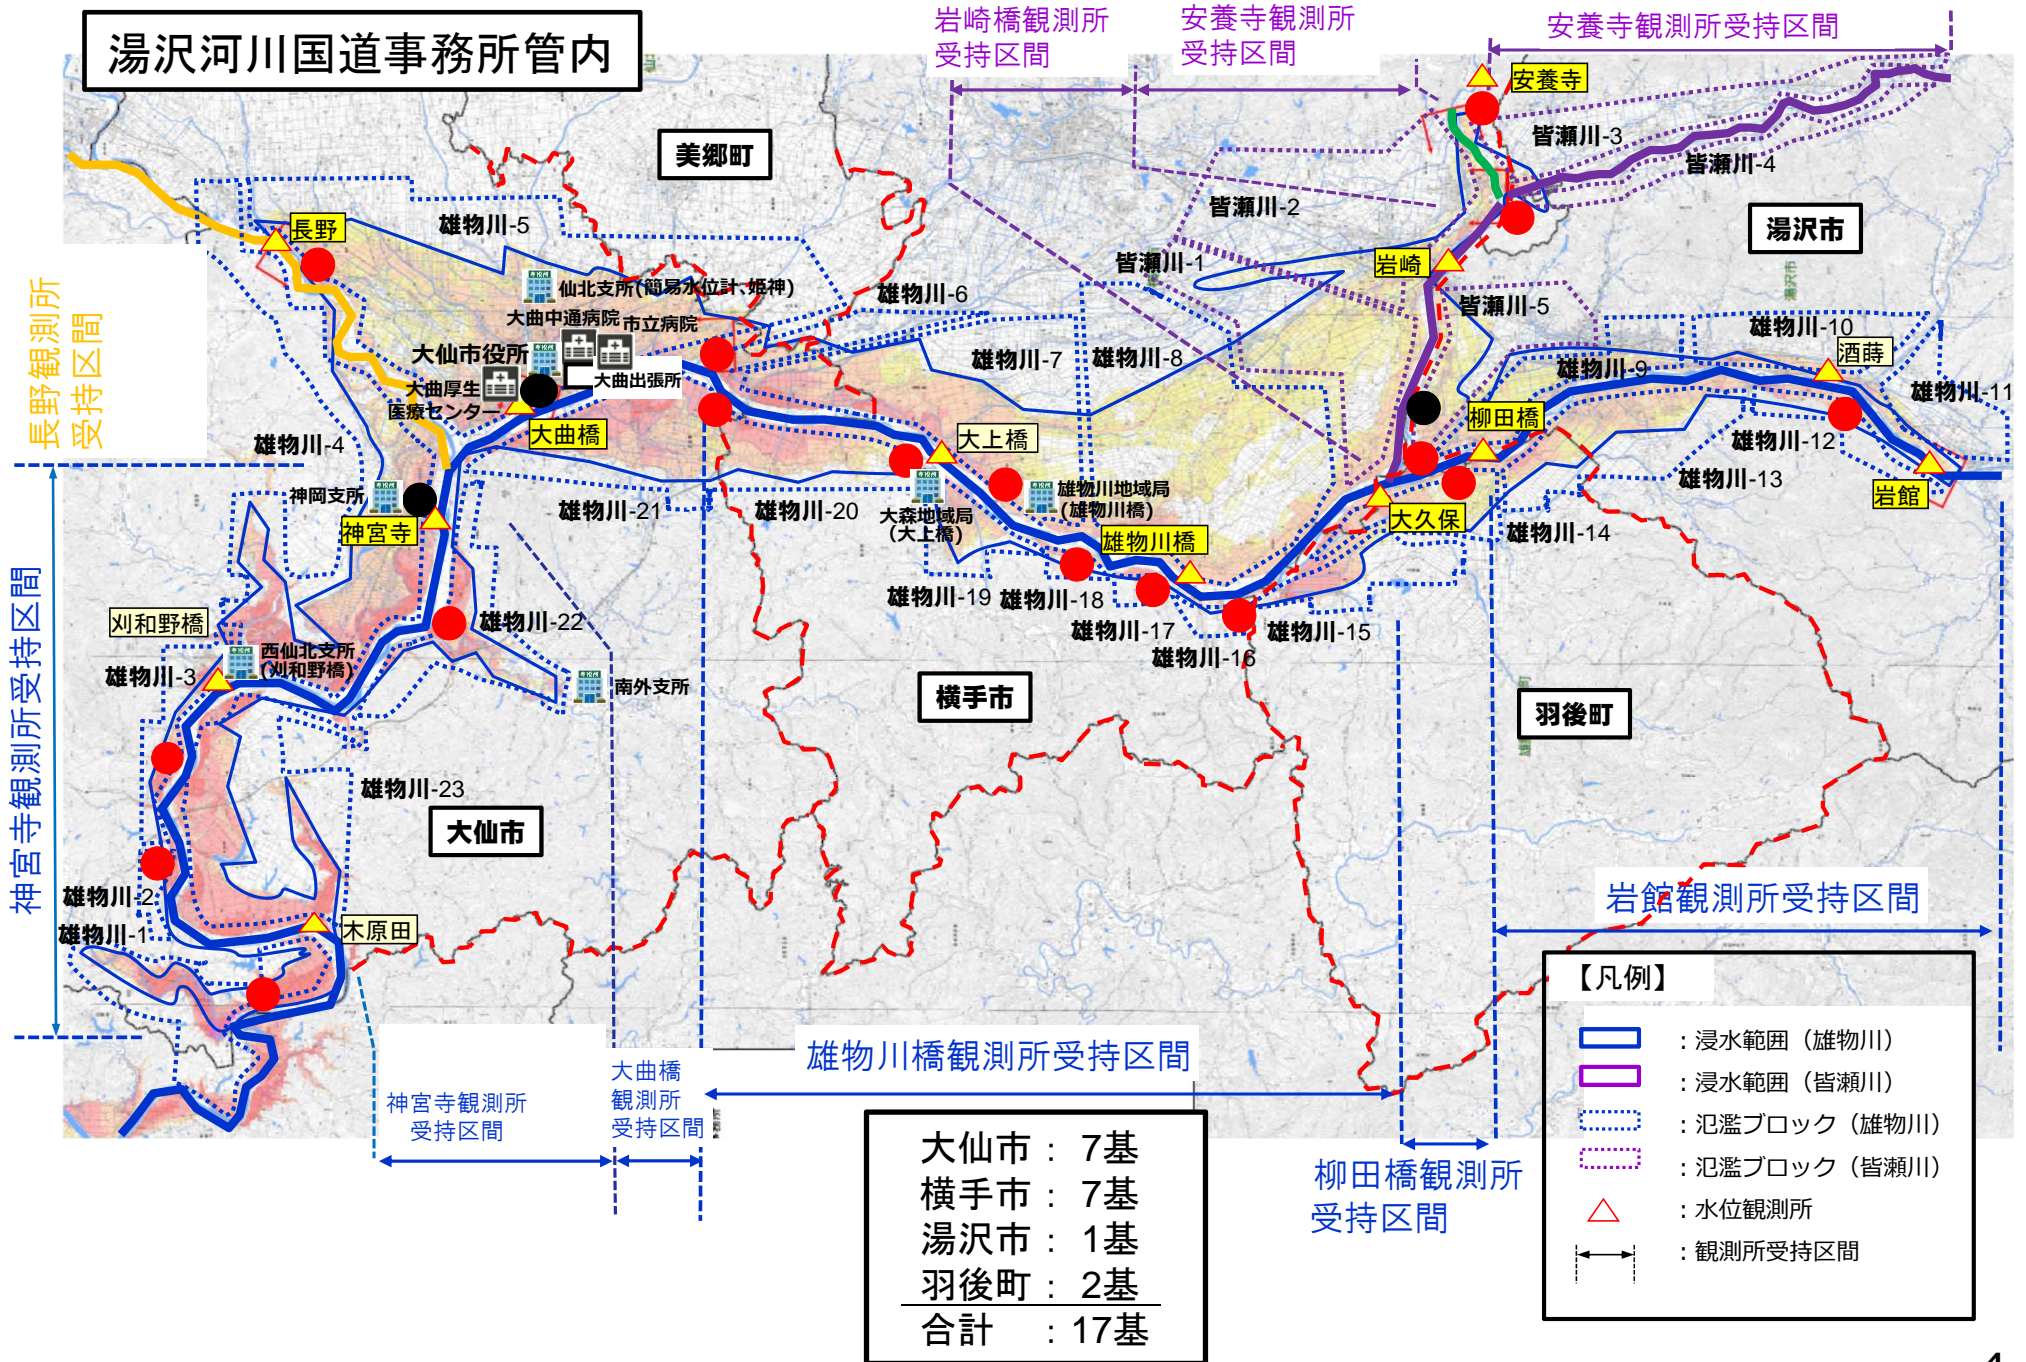 湯沢河川国道事務所管内
岩崎橋観測所
受持区間
安養寺観測所
受持区間
安養寺観測所受持区間
安養寺
美郷町
皆瀬川-3
皆瀬川-4
皆瀬川-2
湯沢市
長野
雄物川-5
皆瀬川-1
岩崎
皆瀬川-5
仙北支所(簡易水位計、姫神)
雄物川-6
大曲中通病院
市立病院
大仙市役所
大曲出張所
大曲厚生
医療センター
大曲橋
長野観測所
受持区間
雄物川-7
雄物川-8
雄物川-9
雄物川-10
酒蒔
雄物川-11
雄物川-12
雄物川-13
岩館
柳田橋
大久保
雄物川-14
雄物川-4
神岡支所
神宮寺
雄物川-21
雄物川-20
大上橋
大森地域局
(大上橋)
雄物川地域局
(雄物川橋)
雄物川橋
雄物川-19
雄物川-18
雄物川-17
雄物川-16
雄物川-15
神宮寺観測所受持区間
刈和野橋
西仙北支所
(刈和野橋)
雄物川-3
雄物川-22
南外支所
横手市
羽後町
雄物川-23
大仙市
雄物川-2
雄物川-1
木原田
岩館観測所受持区間
神宮寺観測所
受持区間
大曲橋
観測所
受持区間
雄物川橋観測所受持区間
柳田橋観測所
受持区間
大仙市 : 7基
横手市 : 7基
湯沢市 : 1基
羽後町 : 2基
合計 : 17基
【凡例】
:浸水範囲(雄物川)
:浸水範囲(皆瀬川)
:氾濫ブロック(雄物川)
:氾濫ブロック(皆瀬川)
:水位観測所
:観測所受持区間